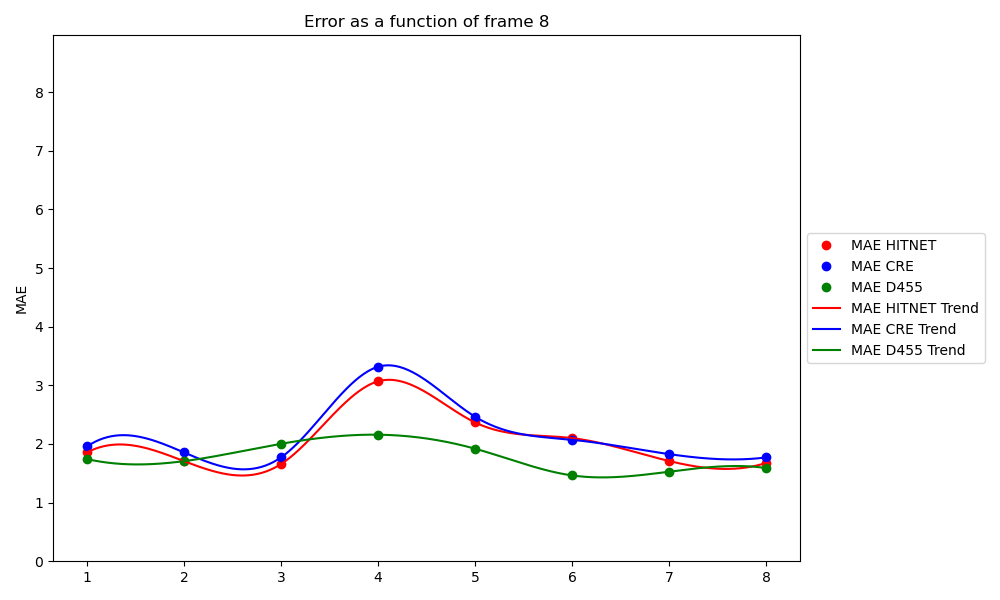 Error as a function of frame 8
8
7
6
5
4
3
2
1
0
MAE
1 2 3 4 5 6 7 8
MAE HITNET
MAE CRE
MAE D455
MAE HITNET Trend
MAE CRE Trend
MAE D455 Trend